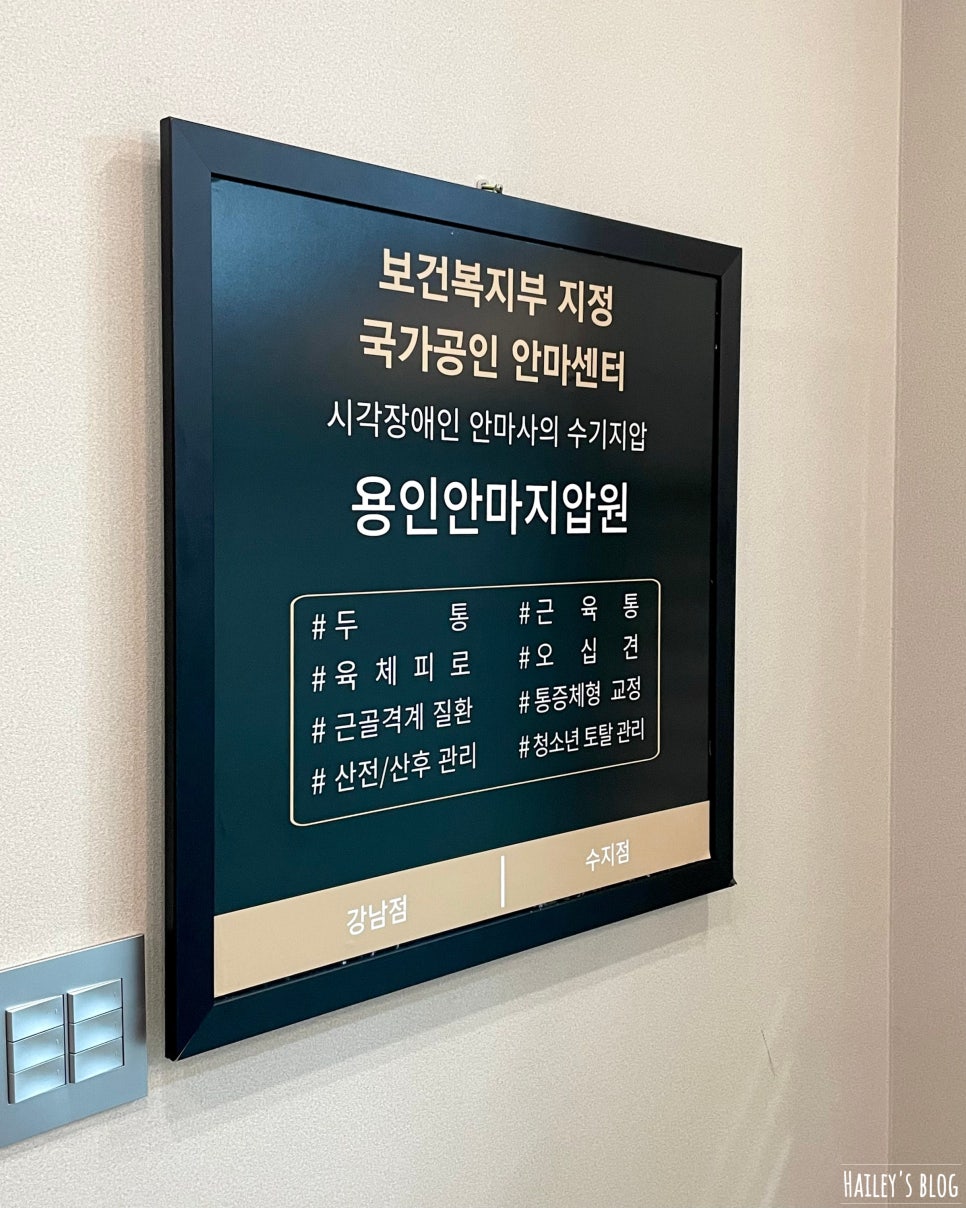 보건복지부 지정
국가공인 안마센터
시각장애인 안마사의 수기지압
용인안마지압원
#두 통
#근 육 통
#육 체 피 로
#오 십 견
#근골격계 질환
#통증체형 교정
#산전/산후 관리
#청소년 토탈 관리
강남점 | 수지점
HAILEY'S BLOG